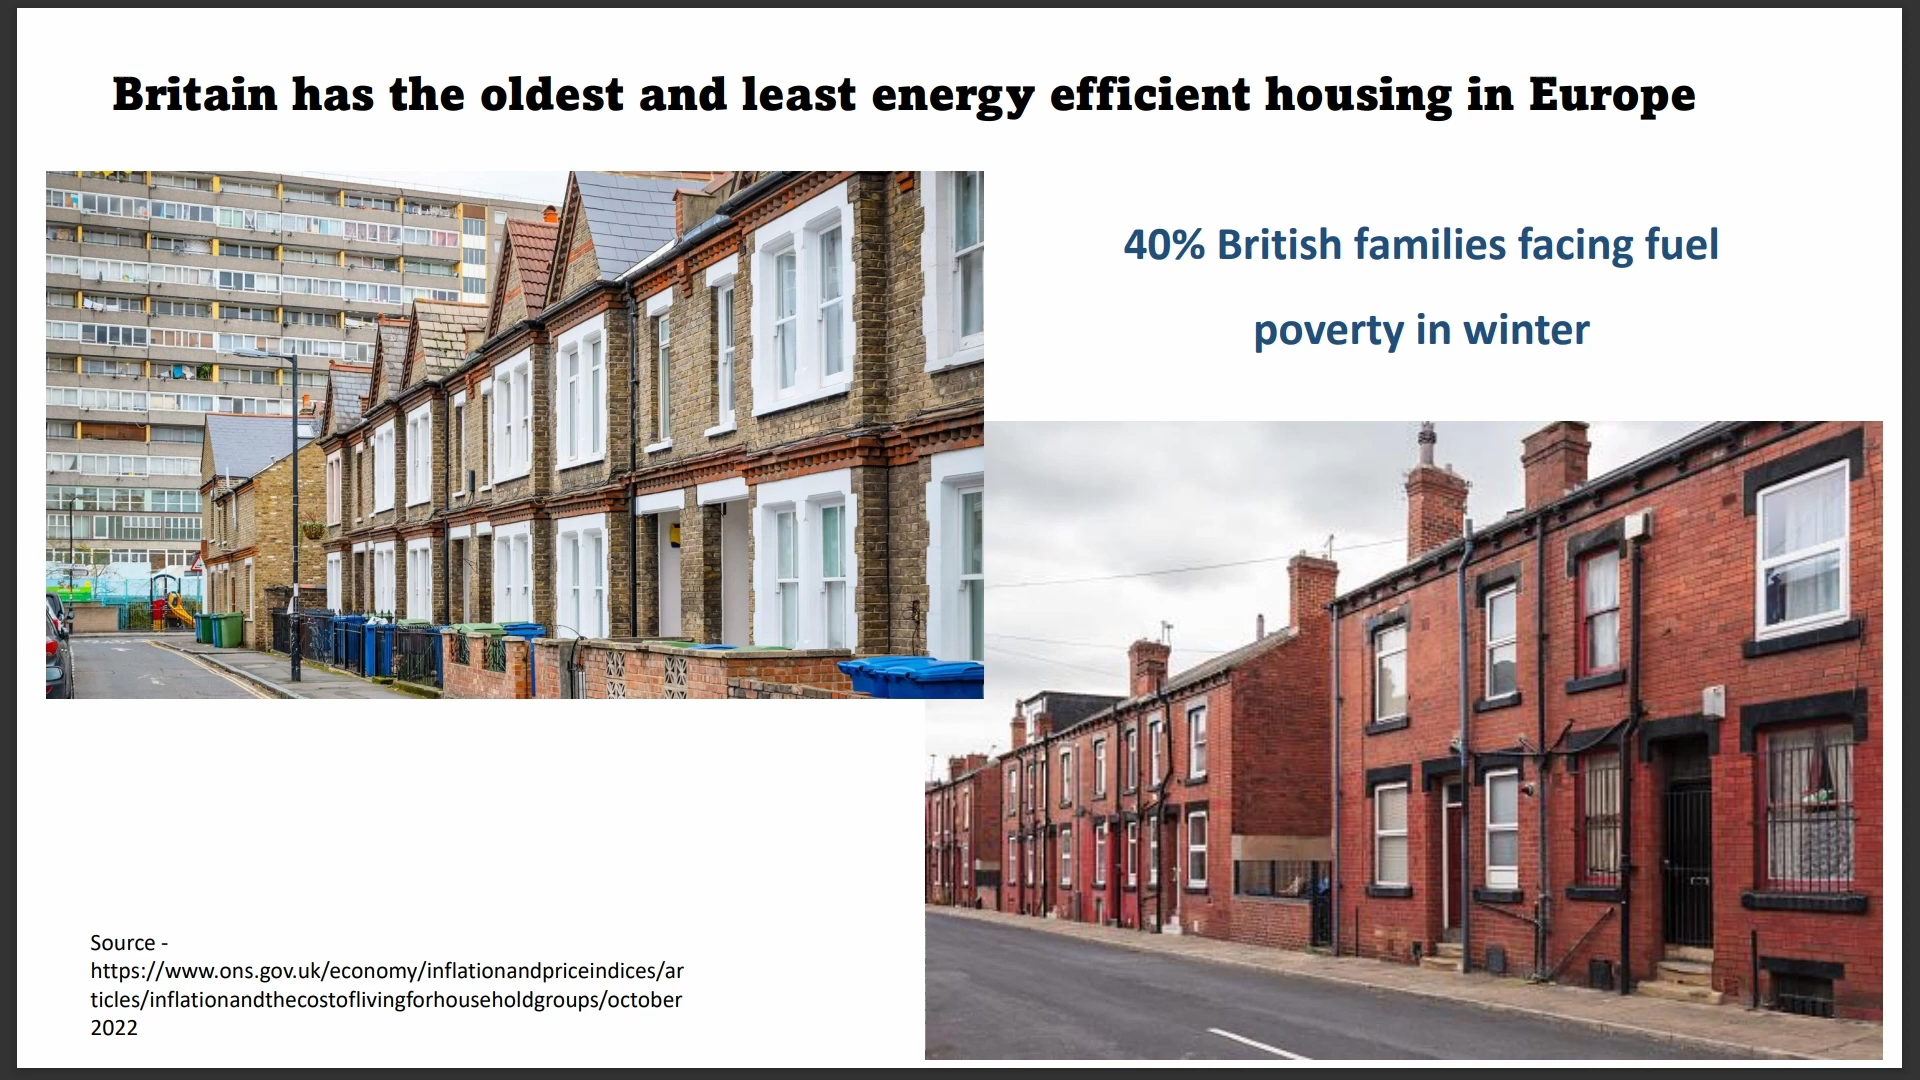 Britain has the oldest and least energy efficient housing in Europe
40% British families facing fuel
poverty in winter
Source -
https://www.ons.gov.uk/economy/inflationandpriceindices/ar
ticles/inflationandthecostoflivingforhouseholdgroups/october
2022